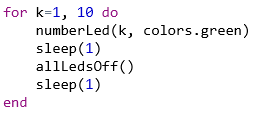 for k=1, 10 do
    numberLed(k, colors.green)
    sleep(1)
    allLedsOff()
    sleep(1)
end